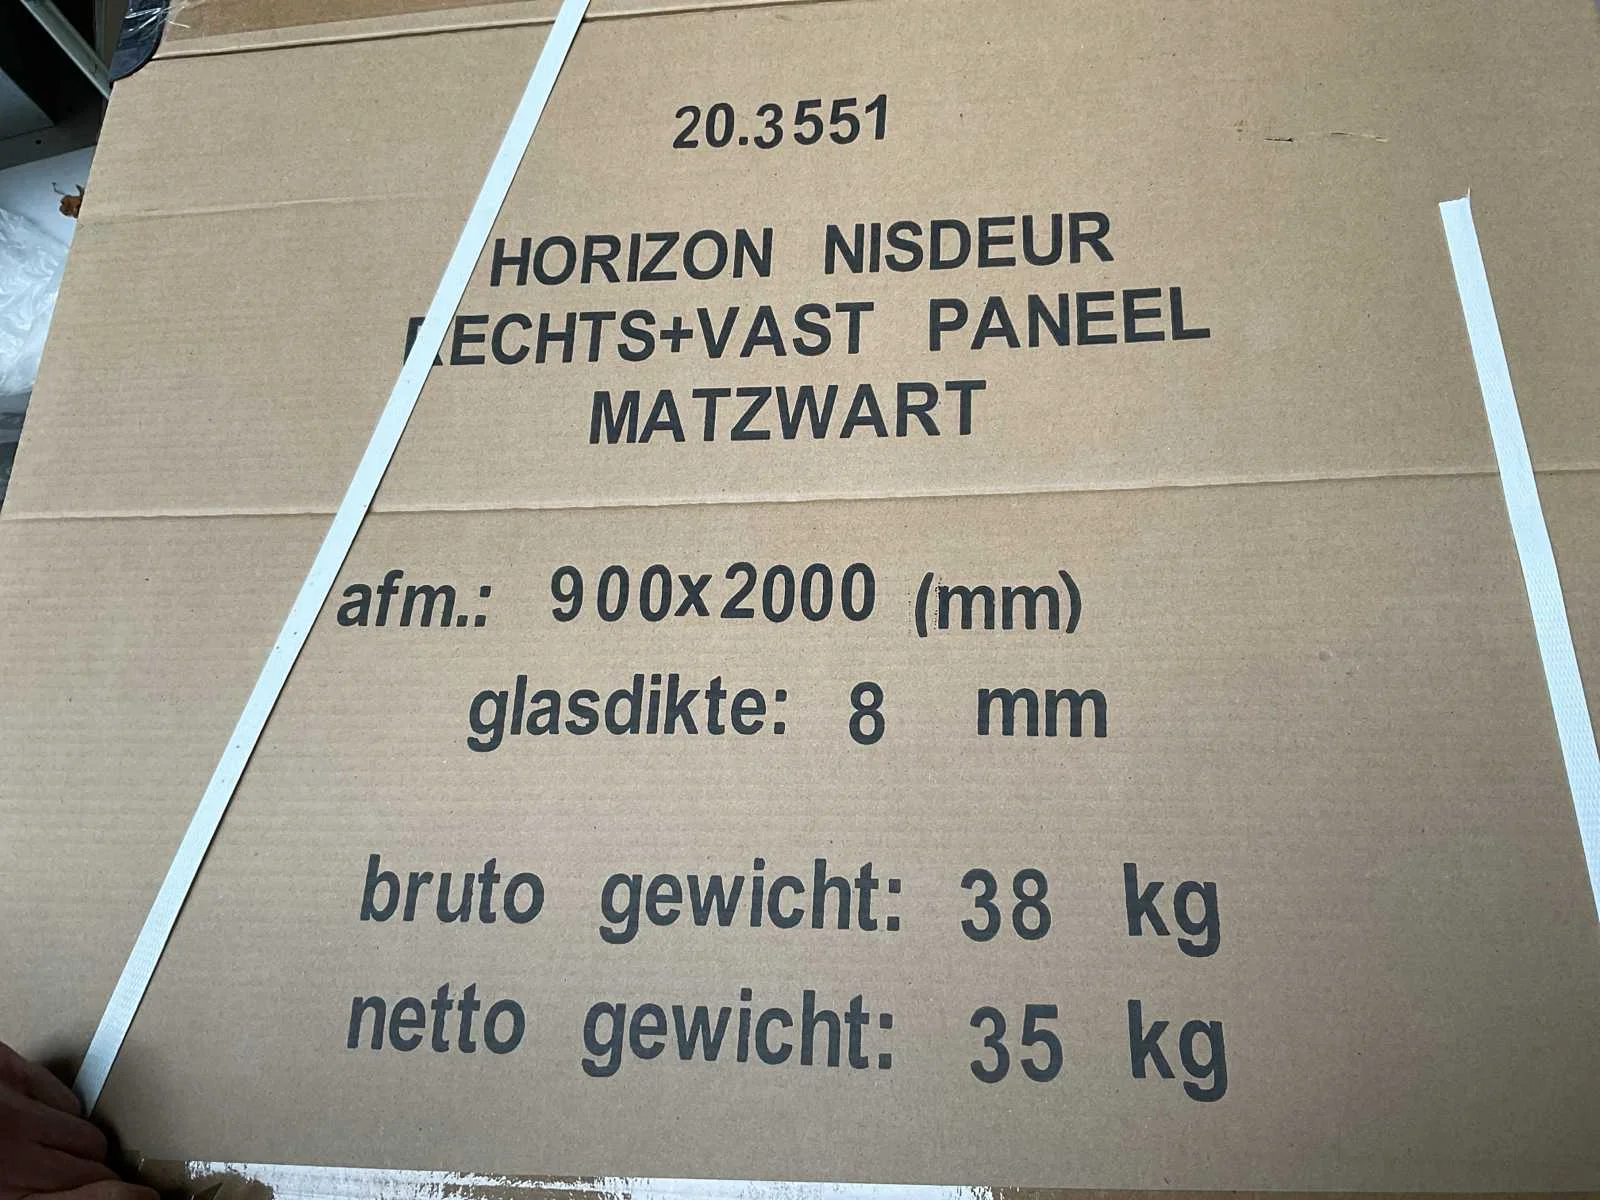 20.3551
HORIZON NISDEUR
RECHTS+VAST PANEEL
MATZWART
afm.: 900x2000 (mm)
glasdikte: 8 mm
bruto gewicht: 38 kg
netto gewicht: 35 kg